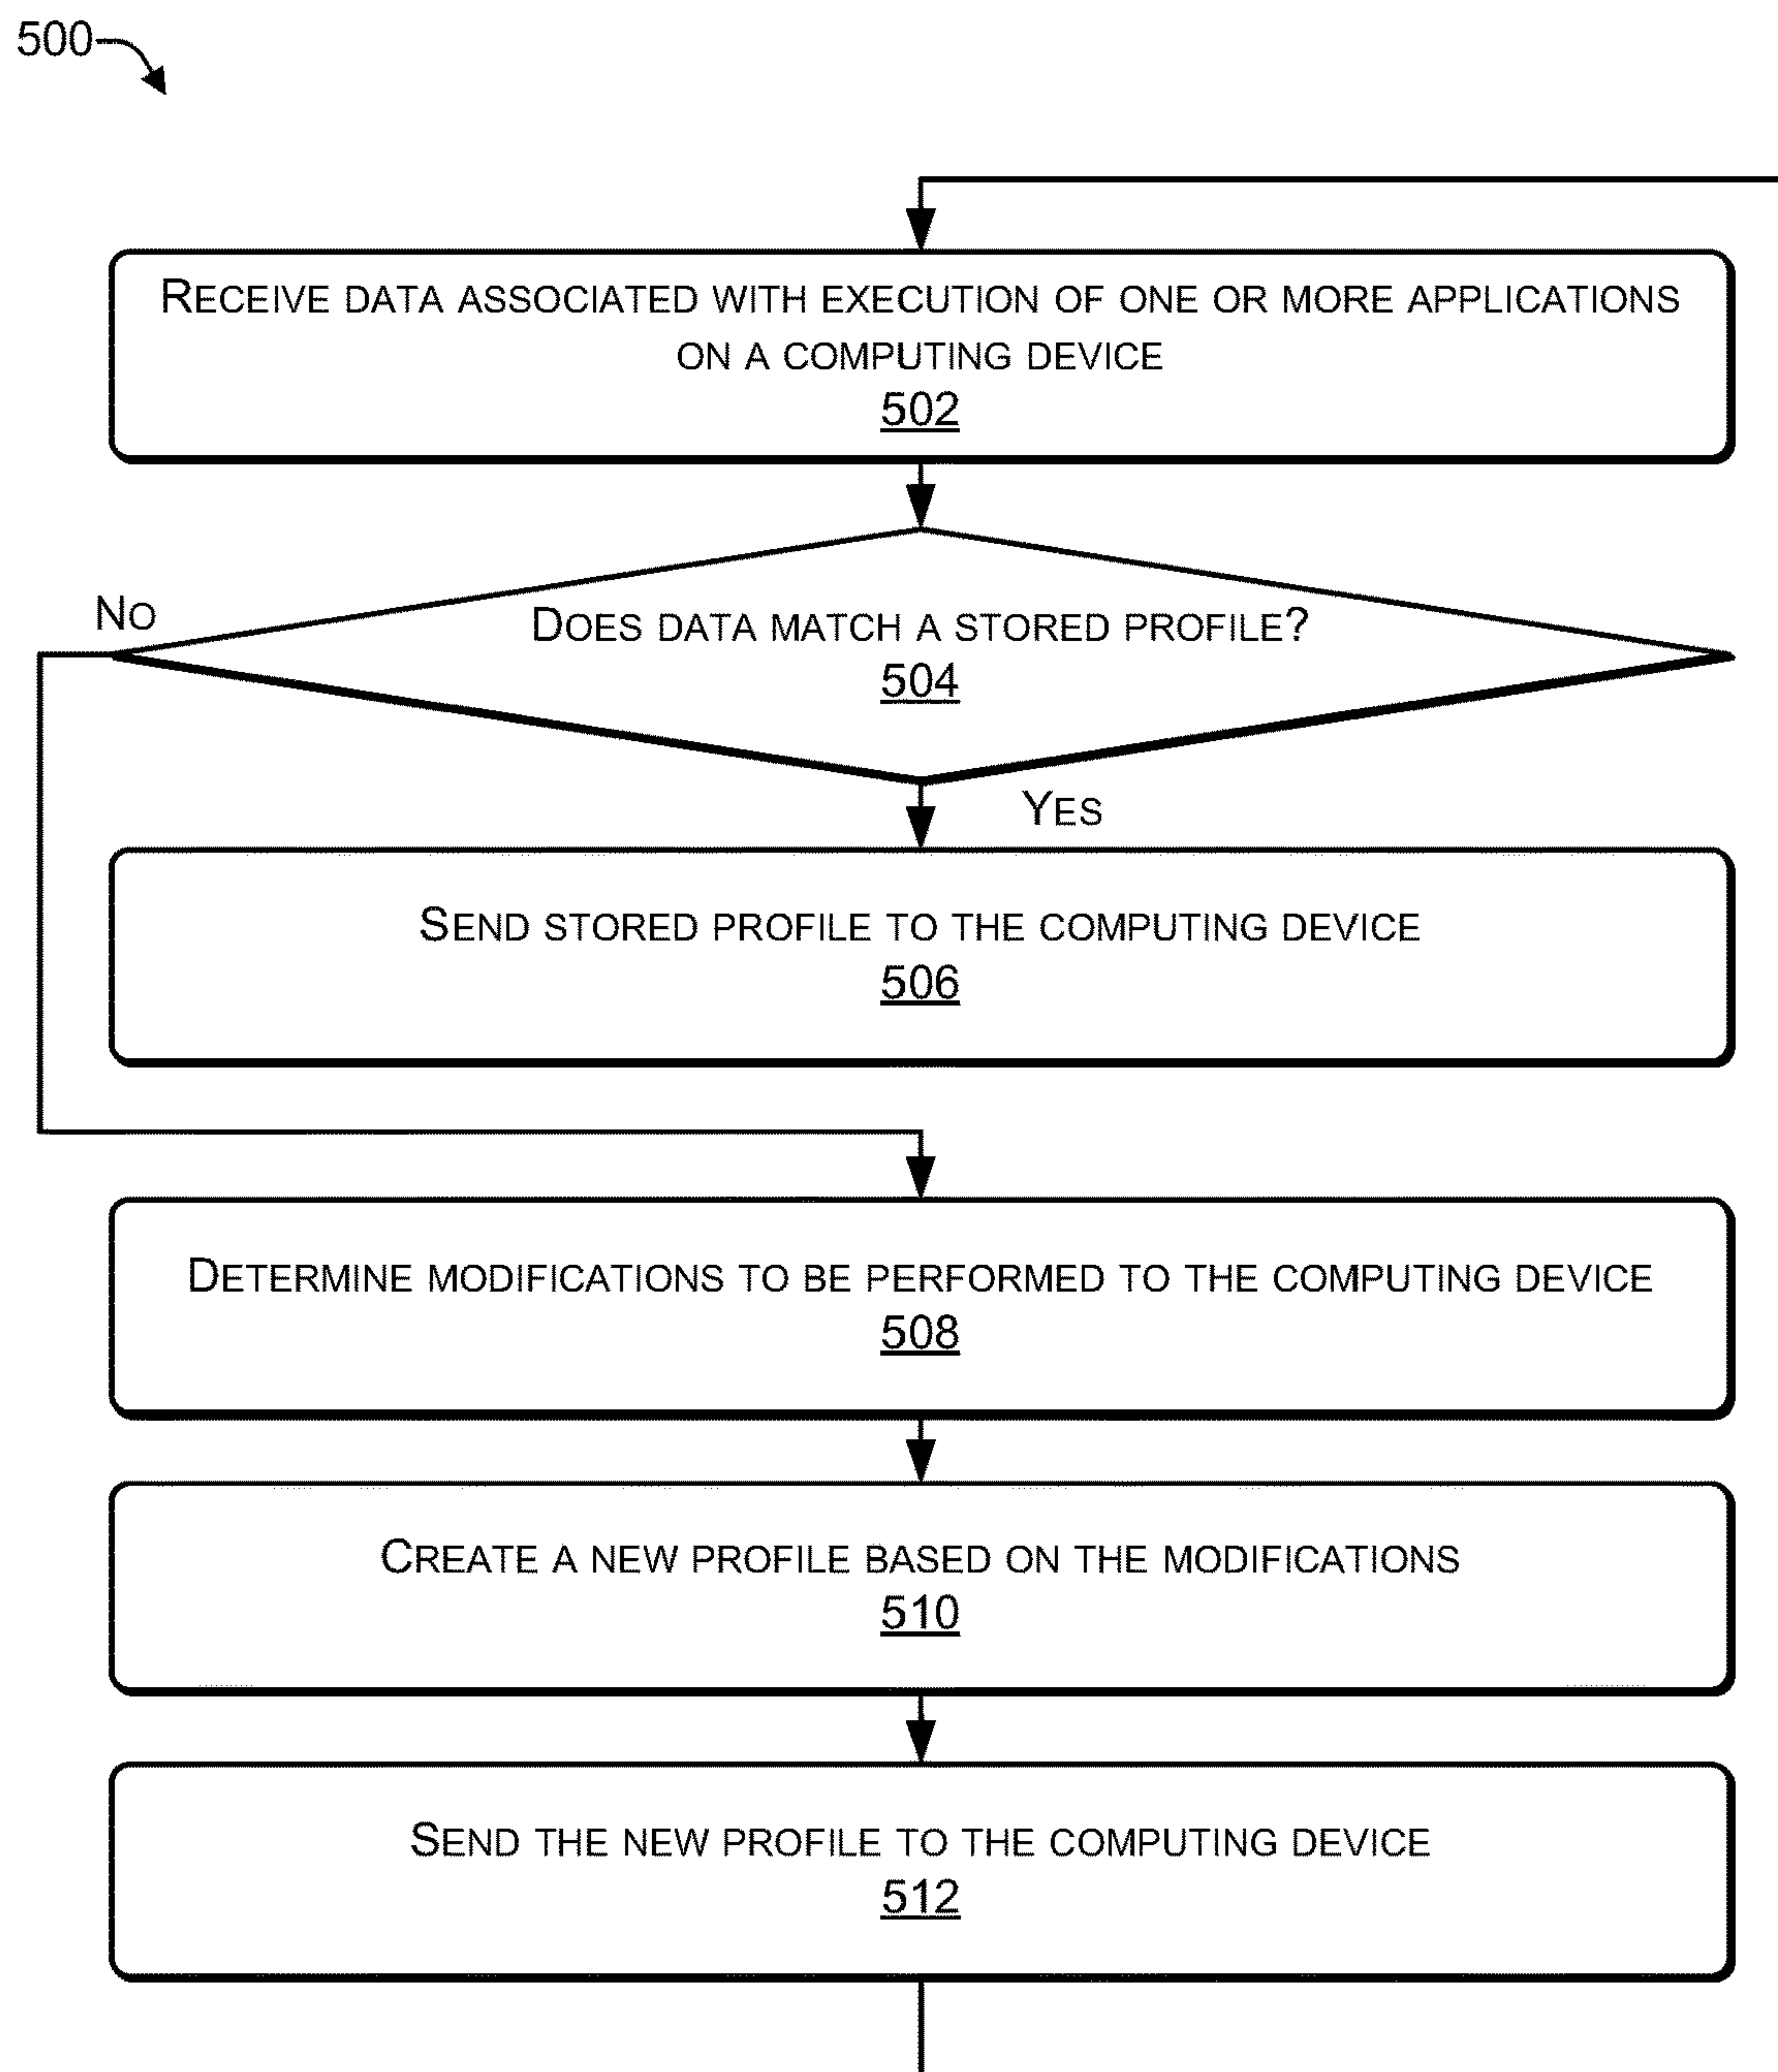 500
RECEIVE DATA ASSOCIATED WITH EXECUTION OF ONE OR MORE APPLICATIONS
ON A COMPUTING DEVICE
502
NO
DOES DATA MATCH A STORED PROFILE?
504
YES
SEND STORED PROFILE TO THE COMPUTING DEVICE
506
DETERMINE MODIFICATIONS TO BE PERFORMED TO THE COMPUTING DEVICE
508
CREATE A NEW PROFILE BASED ON THE MODIFICATIONS
510
SEND THE NEW PROFILE TO THE COMPUTING DEVICE
512